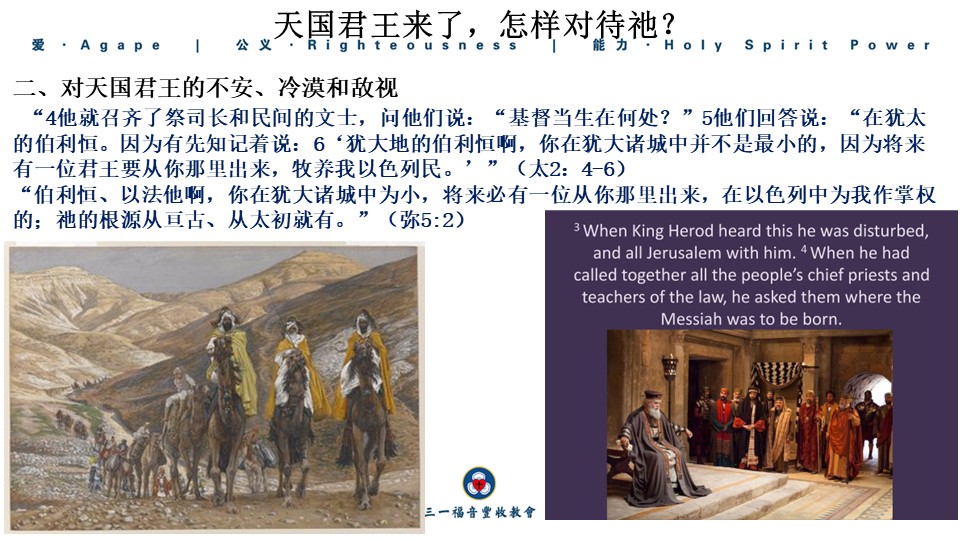 天国君王来了，怎样对待祂？
爱 · Agape | 公义 · Righteousness | 能力 · Holy Spirit Power
二、对天国君王的不安、冷漠和敌视
“4他就召齐了祭司长和民间的文士，问他们说：“基督当生在何处？”5他们回答说：“在犹太
的伯利恒。因为有先知记着说：6‘犹大地的伯利恒啊，你在犹大诸城中并不是最小的，因为将来
有一位君王要从你那里出来，牧养我以色列民。’”（太2：4-6）
“伯利恒、以法他啊，你在犹大诸城中为小，将来必有一位从你那里出来，在以色列中为我作掌权
的；祂的根源从亘古、从太初就有。”（弥5:2）
3 When King Herod heard this he was disturbed,
and all Jerusalem with him. 4 When he had
called together all the people’s chief priests and
teachers of the law, he asked them where the
Messiah was to be born.
三一福音豐收教會